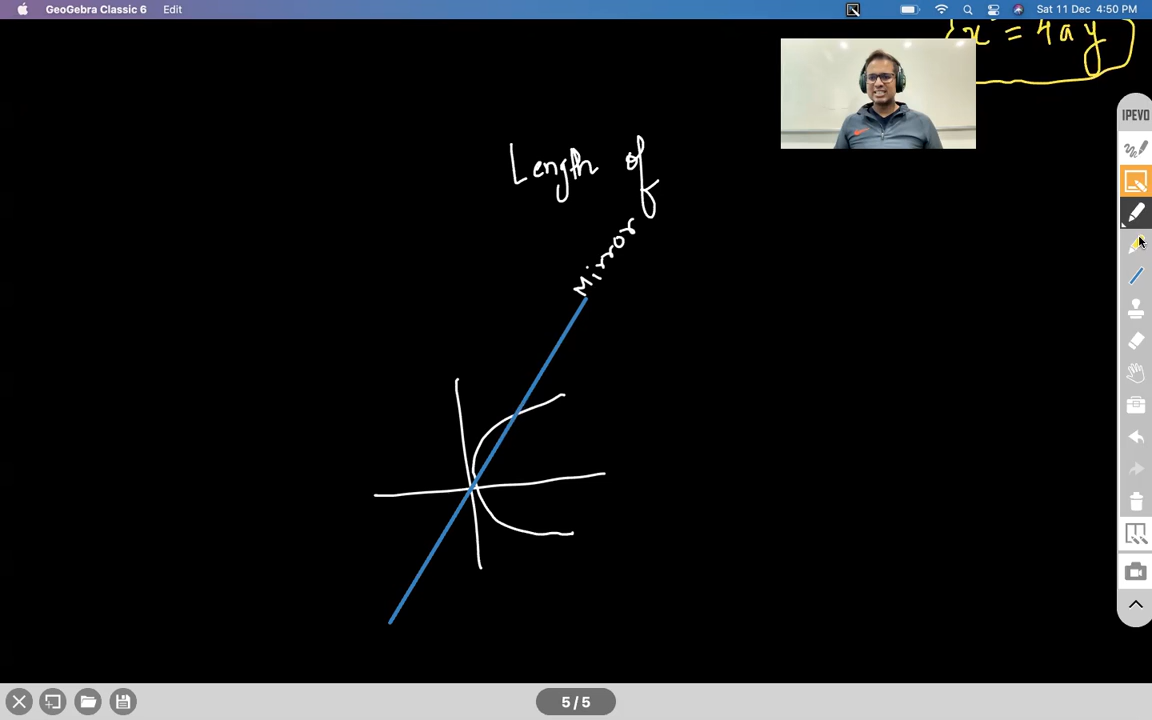 GeoGebra Classic 6 Edit Sat 11 Dec 4:50 PM
x² = 4ay
IPEVO
Length of
Mirror
5 / 5